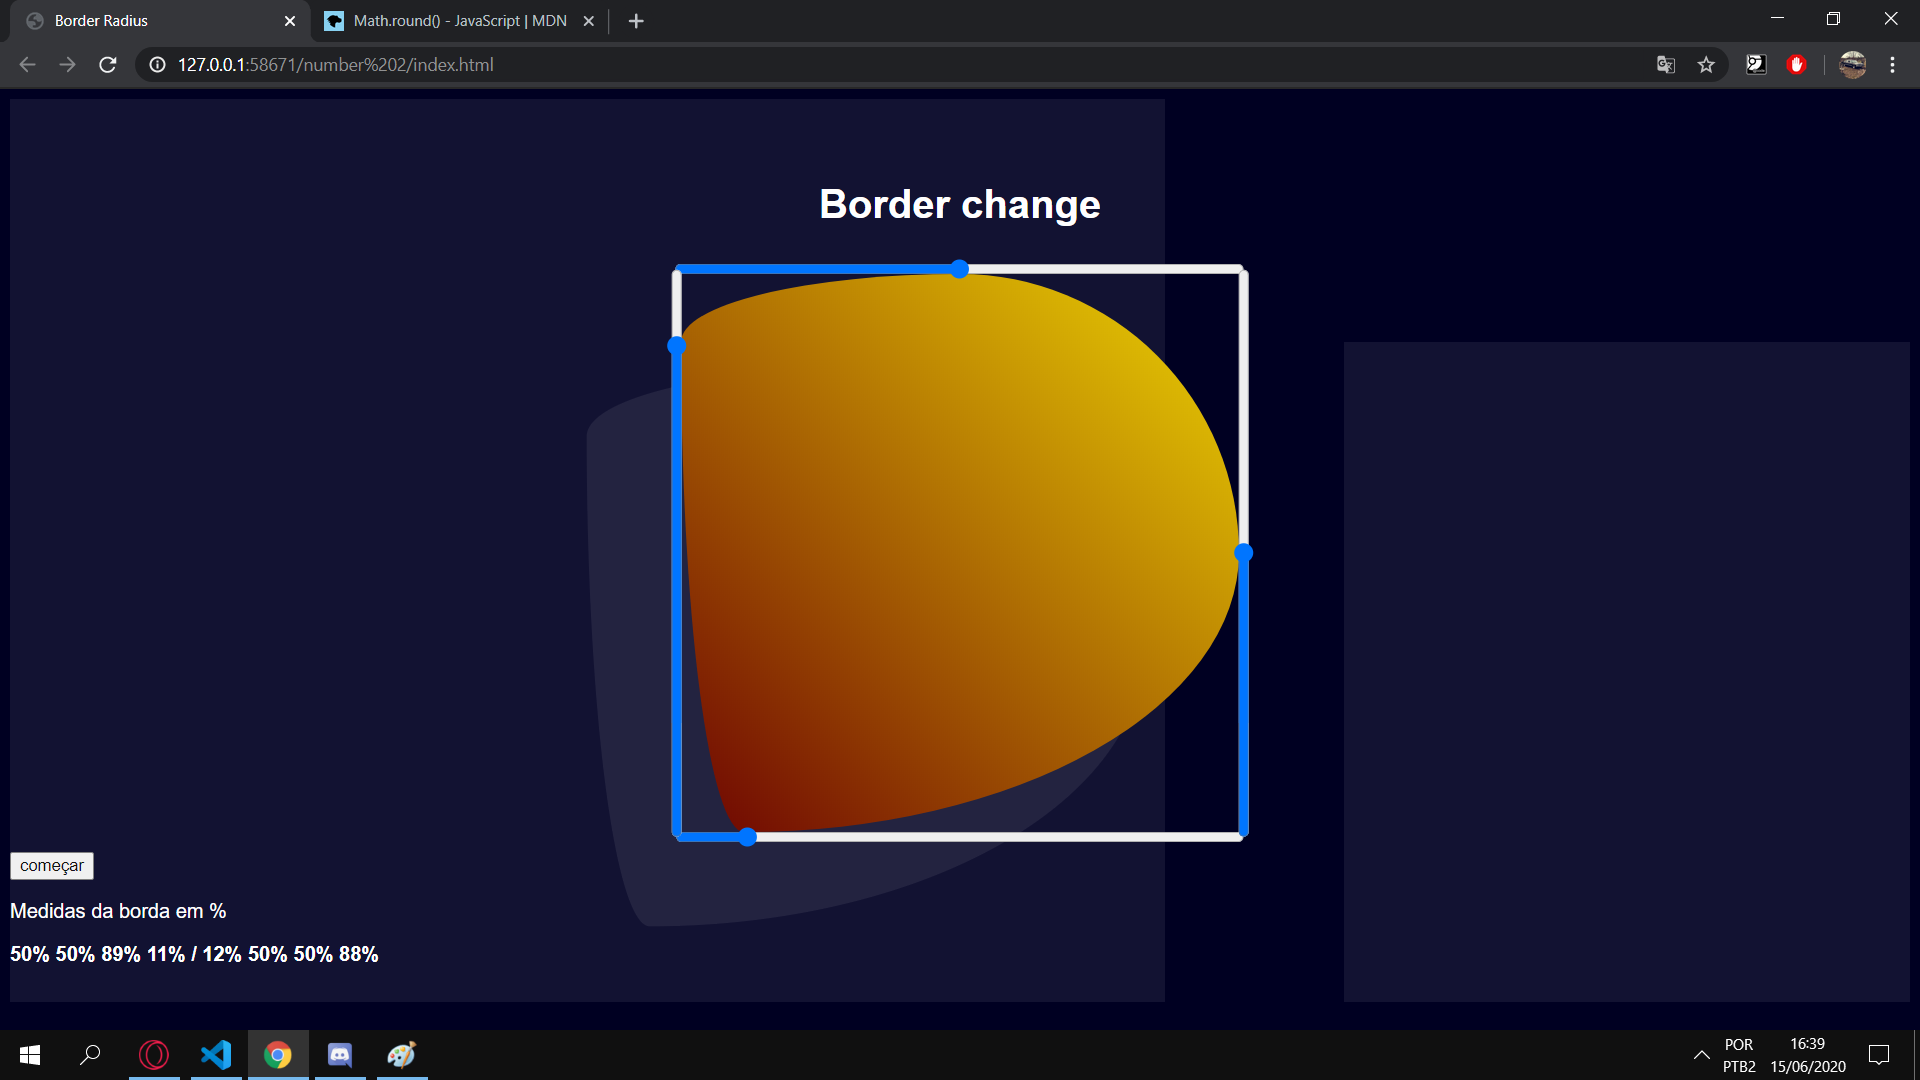 Border Radius
Math.round() - JavaScript | MDN
127.0.0.1:58671/number%202/index.html
Border change
começar
Medidas da borda em %
50% 50% 89% 11% / 12% 50% 50% 88%
POR
PTB2
16:39
15/06/2020